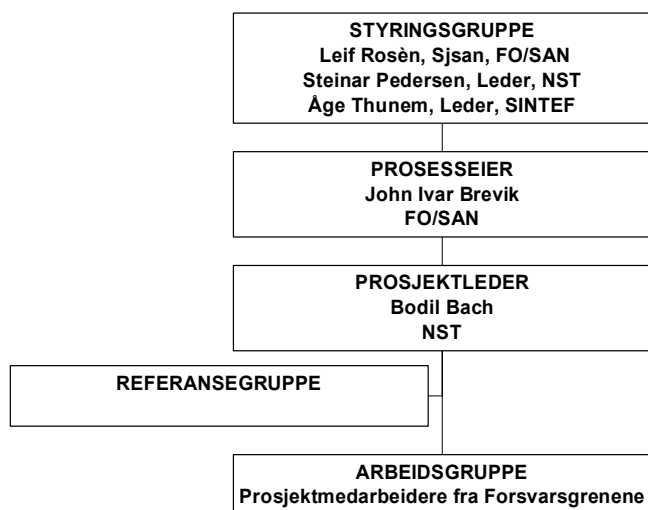 STYRINGSGRUPPE
Leif Rosèn, Sjsan, FO/SAN
Steinar Pedersen, Leder, NST
Åge Thunem, Leder, SINTEF
PROSESSEIER
John Ivar Brevik
FO/SAN
PROSJEKTLEDER
Bodil Bach
NST
REFERANSEGRUPPE
ARBEIDSGRUPPE
Prosjektmedarbeidere fra Forsvarsgrenene